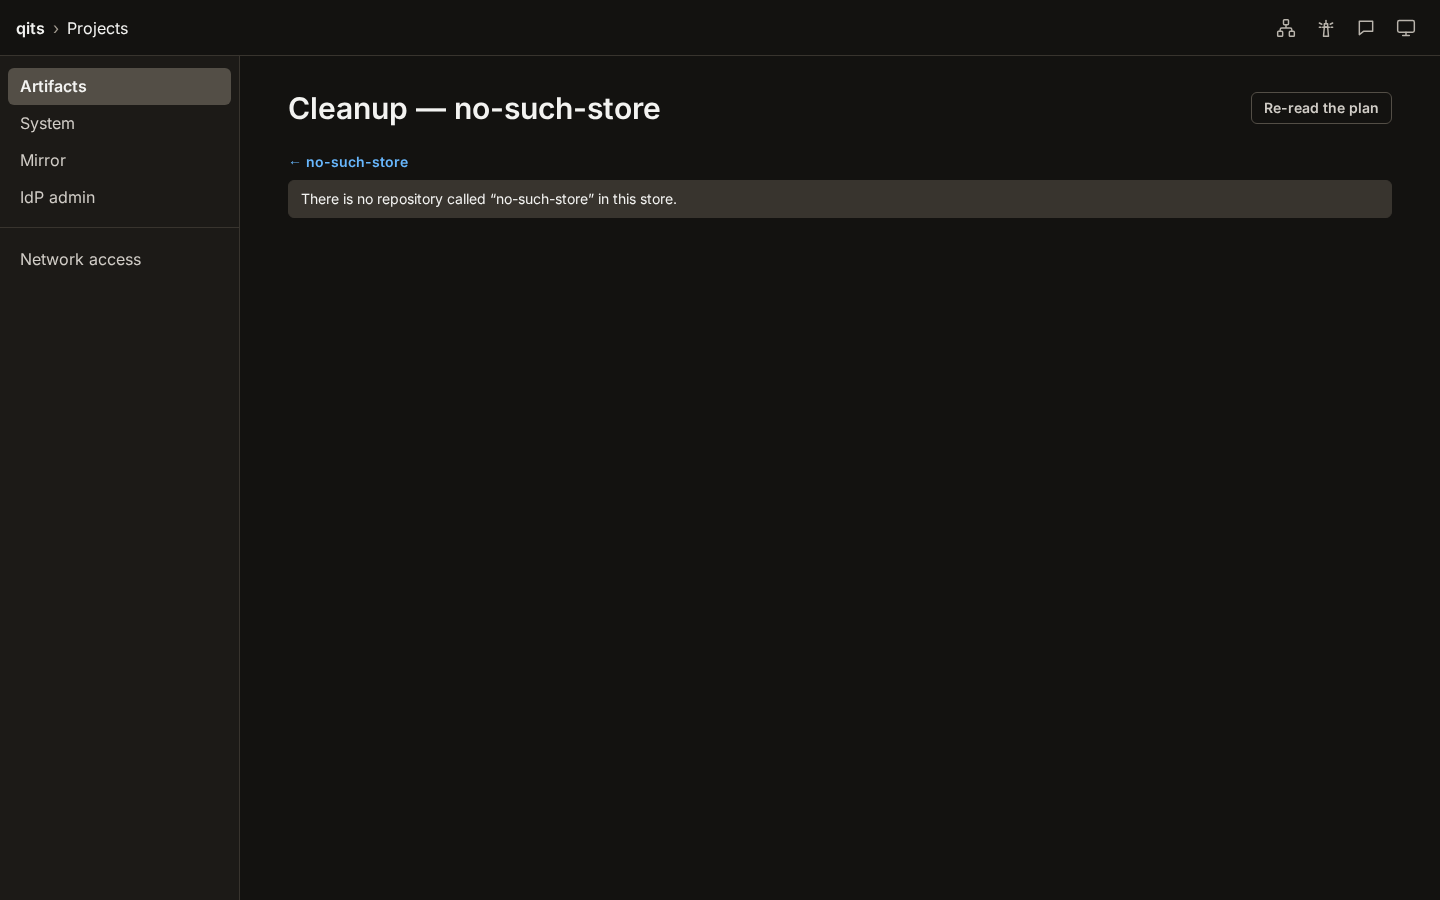 qits › Projects
Artifacts
System
Mirror
IdP admin
Network access
Cleanup — no-such-store
Re-read the plan
← no-such-store
There is no repository called “no-such-store” in this store.